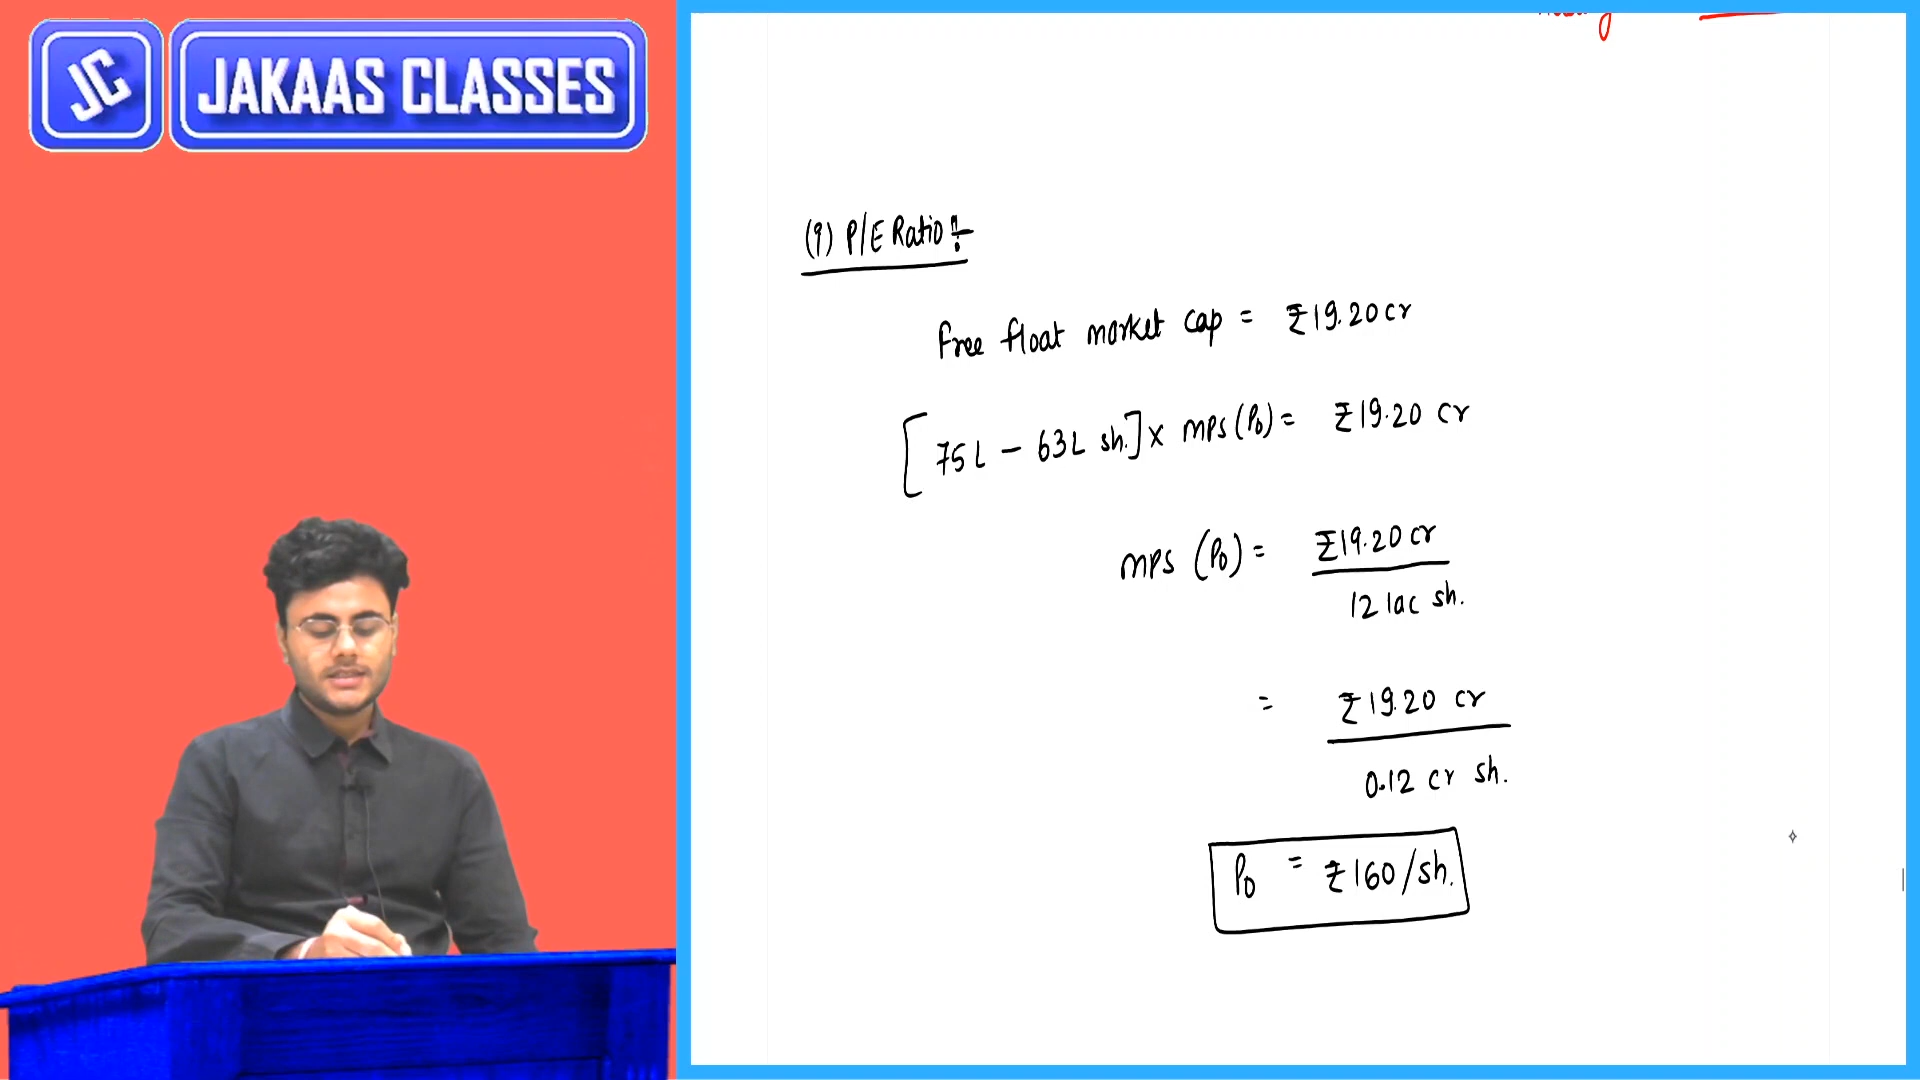 JC JAKAAS CLASSES
(9) P/E Ratio:
Free float market cap = ₹19.20 cr
[75L - 63L sh.] x MPS (P0) = ₹19.20 cr
MPS (P0) = ₹19.20 cr
12 lac sh.
= ₹19.20 cr
0.12 cr sh.
P0 = ₹160/sh.